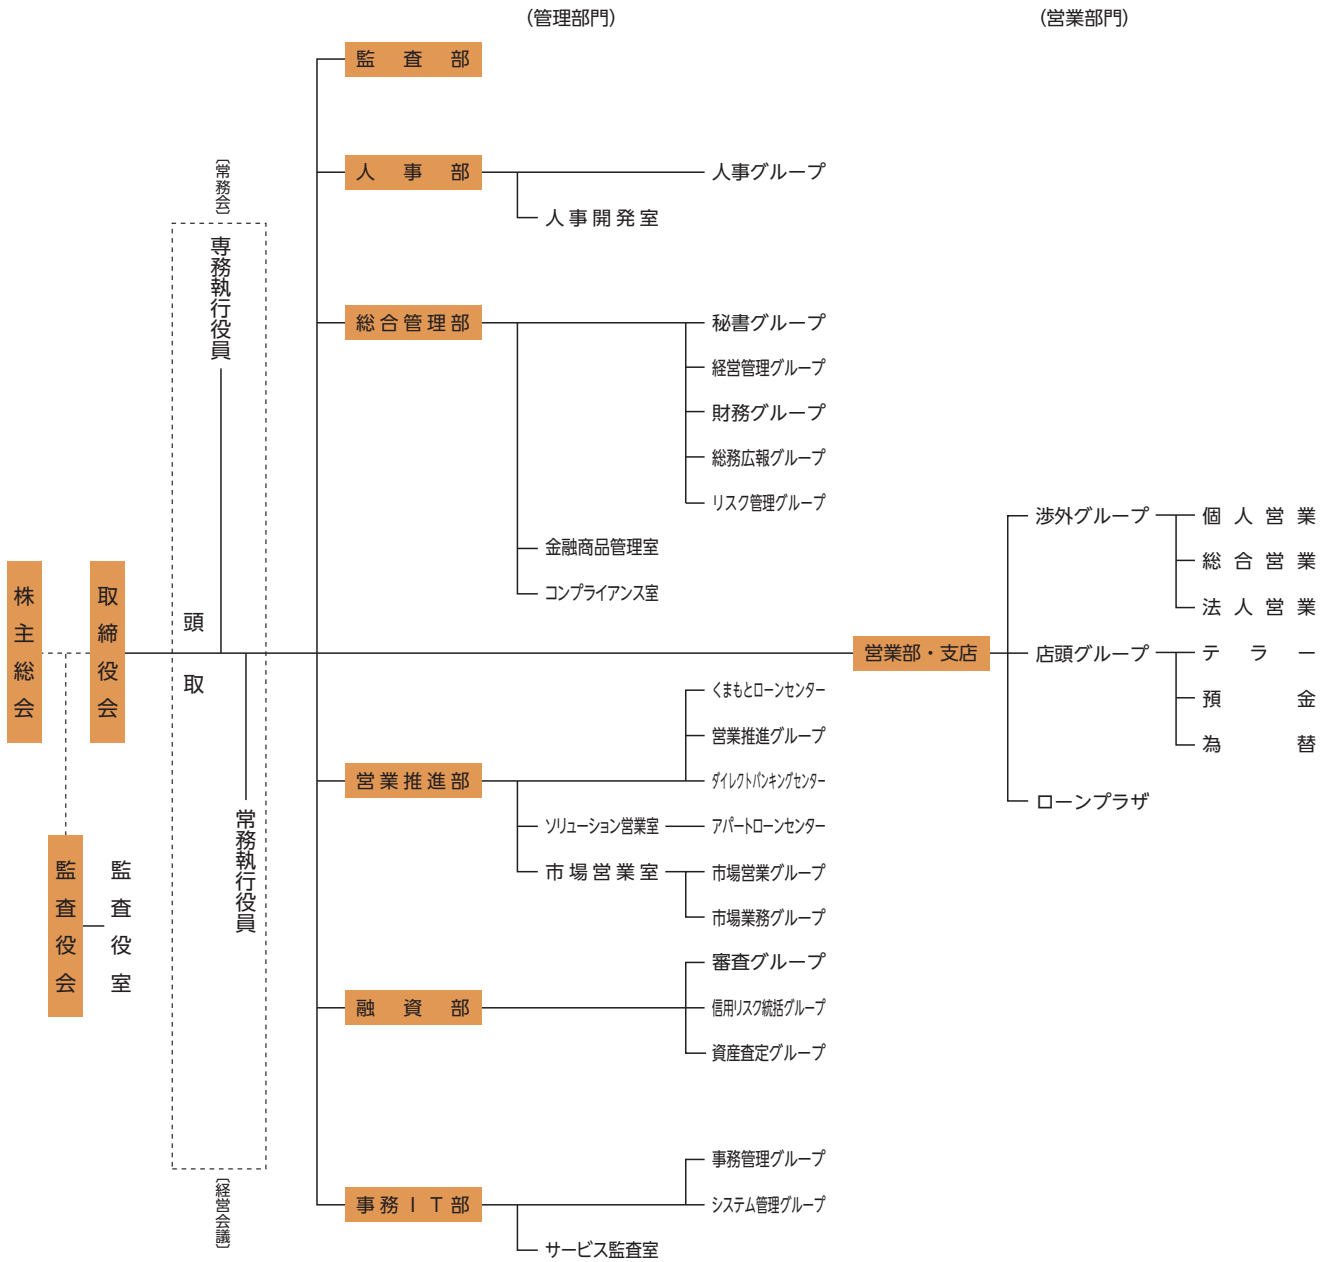 (管理部門)
(営業部門)
監査部
人事部
人事グループ
人事開発室
〔常務会〕
専務執行役員
総合管理部
秘書グループ
経営管理グループ
財務グループ
総務広報グループ
リスク管理グループ
金融商品管理室
コンプライアンス室
株主総会
取締役会
頭取
監査役会
監査役室
常務執行役員
〔経営会議〕
営業部・支店
渉外グループ
個人営業
総合営業
法人営業
店頭グループ
テラー
預金
為替
ローンプラザ
くまもとローンセンター
営業推進グループ
営業推進部
ダイレクトバンキングセンター
ソリューション営業室
アパートローンセンター
市場営業室
市場営業グループ
市場業務グループ
審査グループ
融資部
信用リスク統括グループ
資産査定グループ
事務管理グループ
事務IT部
システム管理グループ
サービス監査室